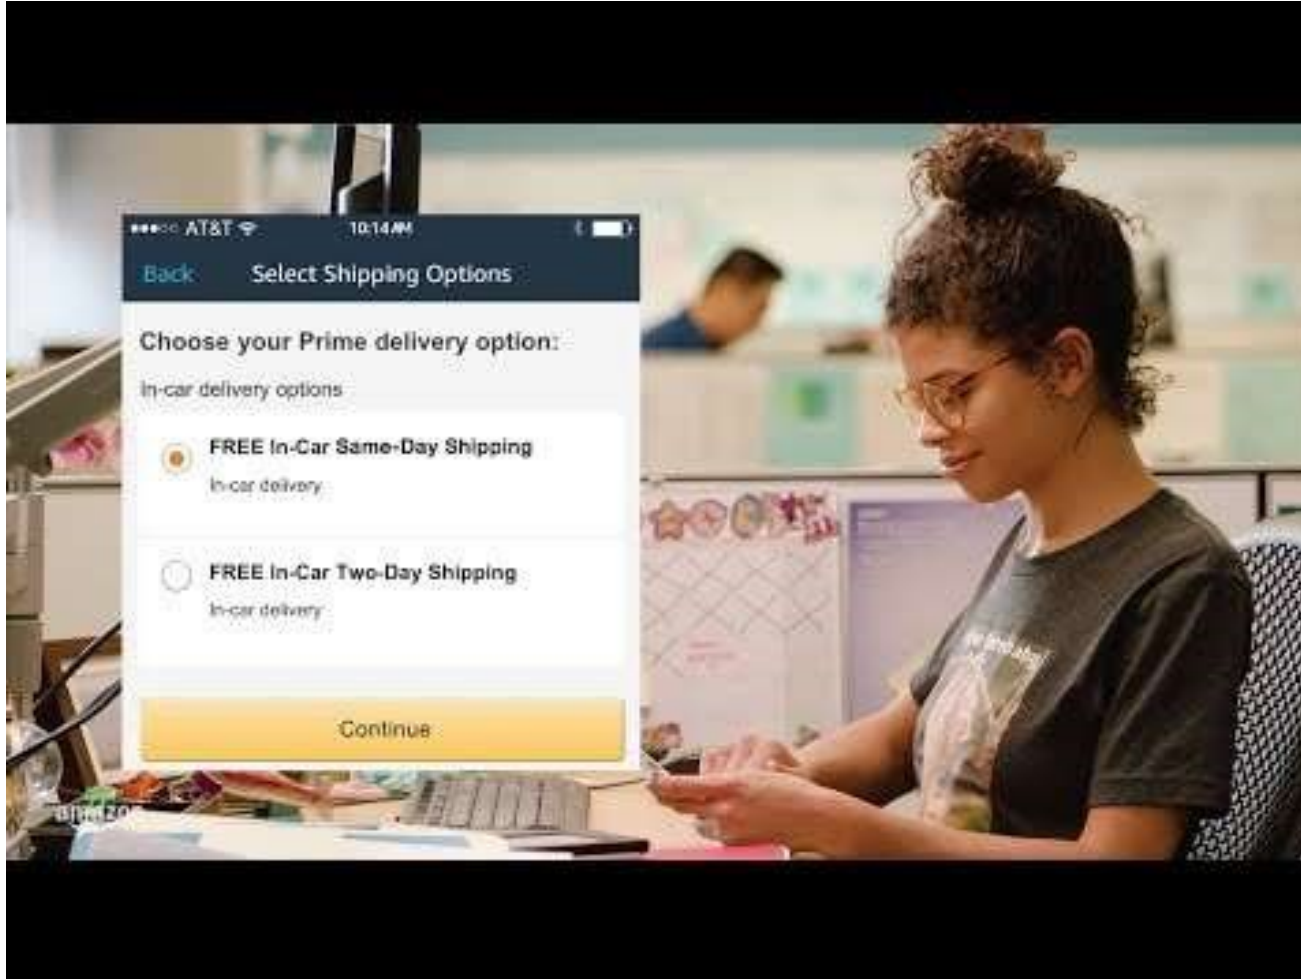 AT&T 10:14 AM
Back Select Shipping Options
Choose your Prime delivery option:
In-car delivery options
FREE In-Car Same-Day Shipping
In-car delivery
FREE In-Car Two-Day Shipping
In-car delivery
Continue
amazon